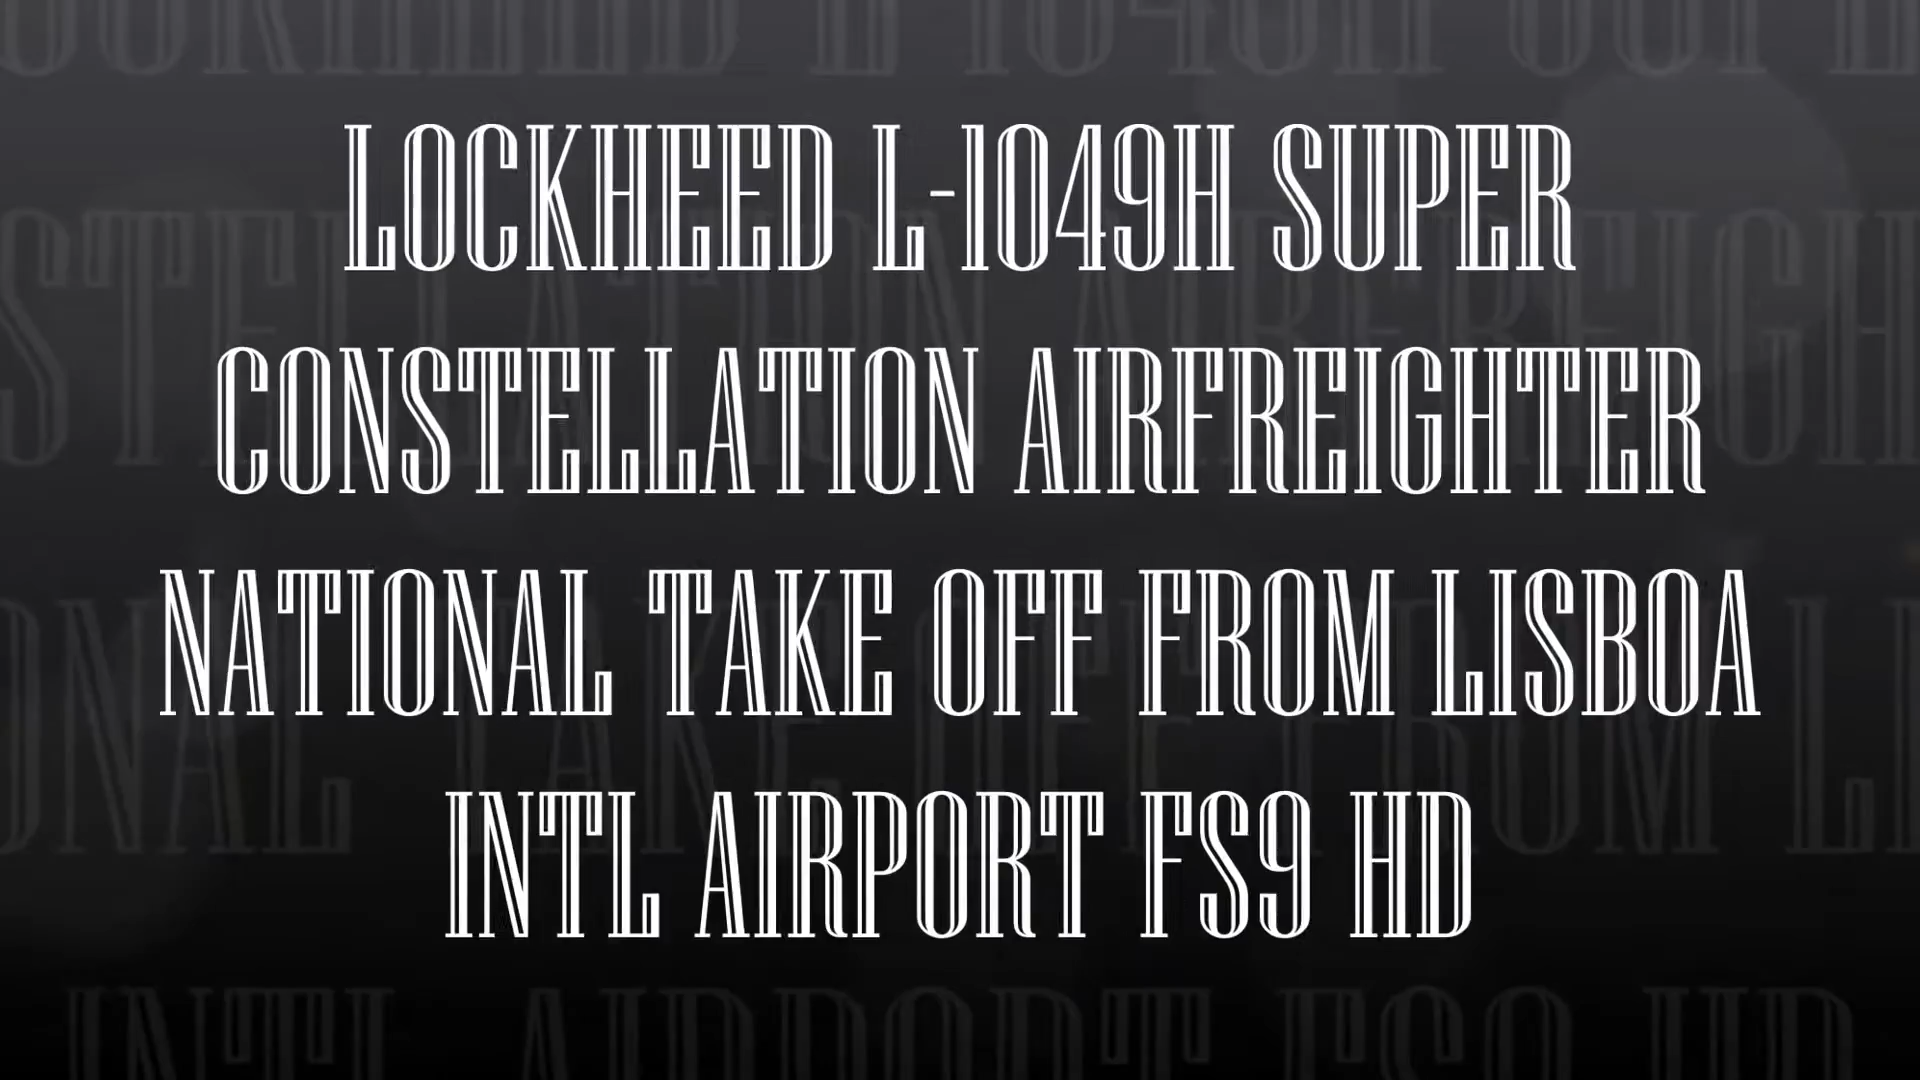 LOCKHEED L-1049H SUPER
CONSTELLATION AIRFREIGHTER
NATIONAL TAKE OFF FROM LISBOA
INTL AIRPORT FS9 HD